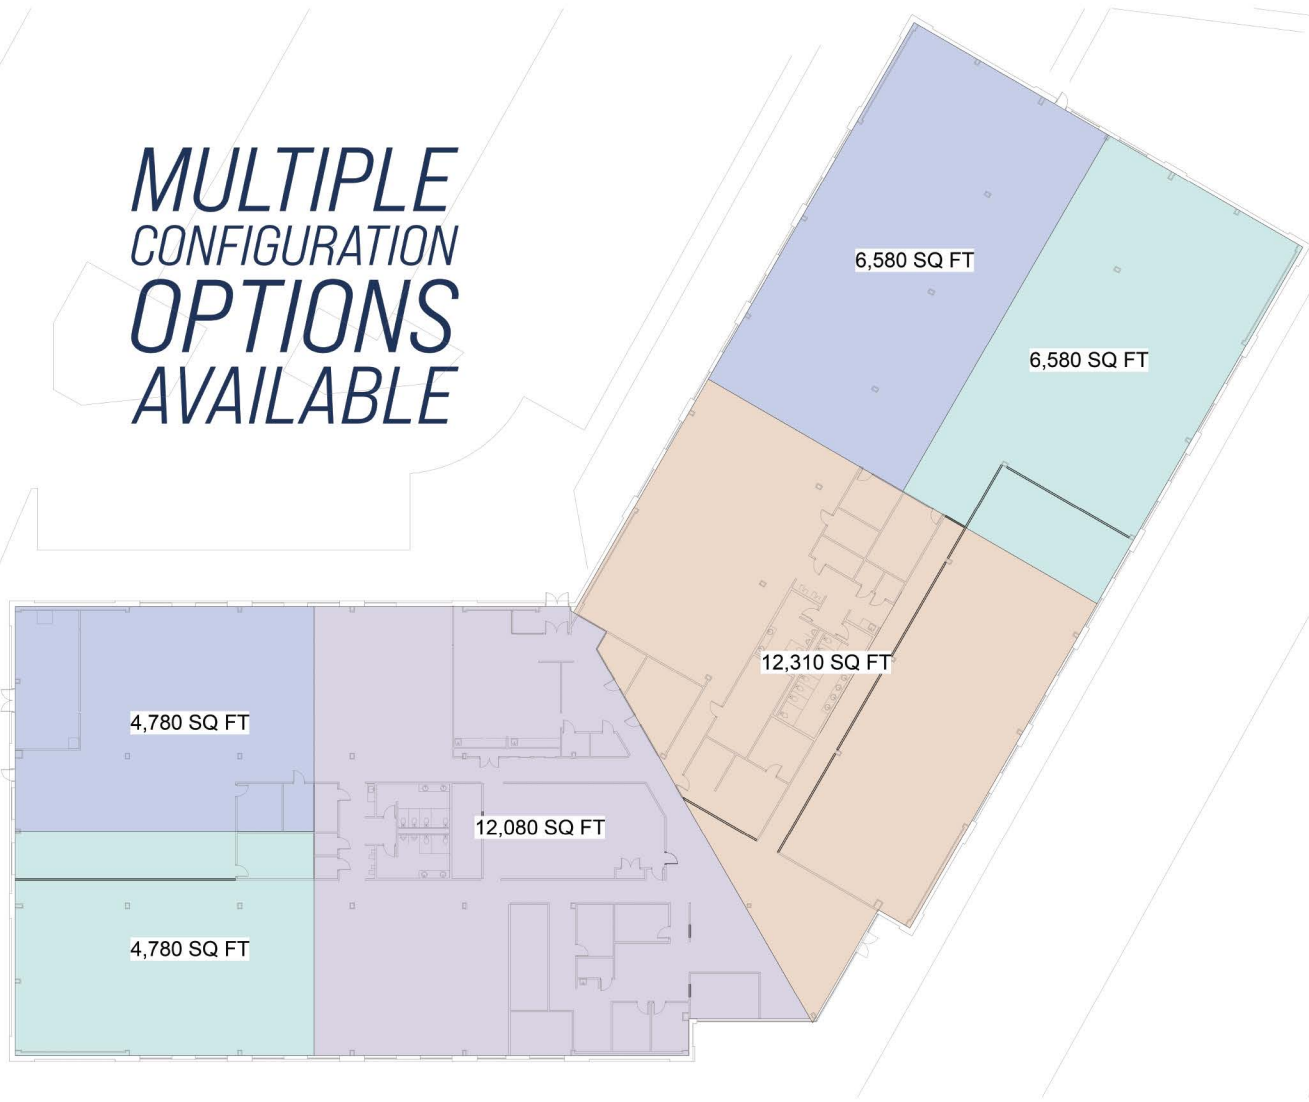 MULTIPLE
CONFIGURATION
OPTIONS
AVAILABLE
6,580 SQ FT
6,580 SQ FT
12,310 SQ FT
4,780 SQ FT
12,080 SQ FT
4,780 SQ FT